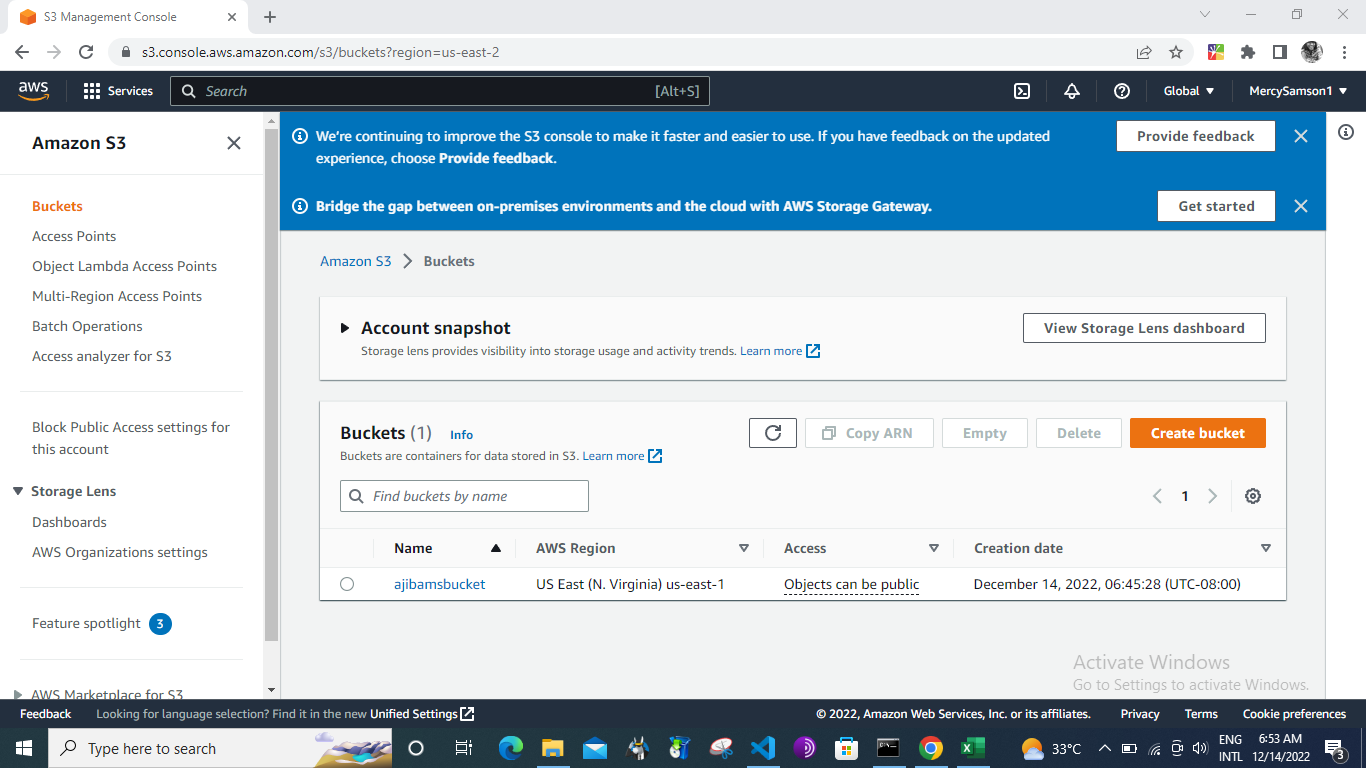 S3 Management Console
s3.console.aws.amazon.com/s3/buckets?region=us-east-2
aws
Services
Search
[Alt+S]
Global
MercySamson1
Amazon S3
Buckets
Access Points
Object Lambda Access Points
Multi-Region Access Points
Batch Operations
Access analyzer for S3
Block Public Access settings for
this account
Storage Lens
Dashboards
AWS Organizations settings
Feature spotlight 3
AWS Marketplace for S3
We're continuing to improve the S3 console to make it faster and easier to use. If you have feedback on the updated
experience, choose Provide feedback.
Provide feedback
Bridge the gap between on-premises environments and the cloud with AWS Storage Gateway.
Get started
Amazon S3 > Buckets
Account snapshot
Storage lens provides visibility into storage usage and activity trends. Learn more
View Storage Lens dashboard
Buckets (1) Info
Buckets are containers for data stored in S3. Learn more
Copy ARN
Empty
Delete
Create bucket
Find buckets by name
1
Name AWS Region Access Creation date
ajibamsbucket US East (N. Virginia) us-east-1 Objects can be public December 14, 2022, 06:45:28 (UTC-08:00)
Activate Windows
Go to Settings to activate Windows.
Feedback
Looking for language selection? Find it in the new Unified Settings
© 2022, Amazon Web Services, Inc. or its affiliates.
Privacy
Terms
Cookie preferences
Type here to search
33°C
ENG
INTL
6:53 AM
12/14/2022
3